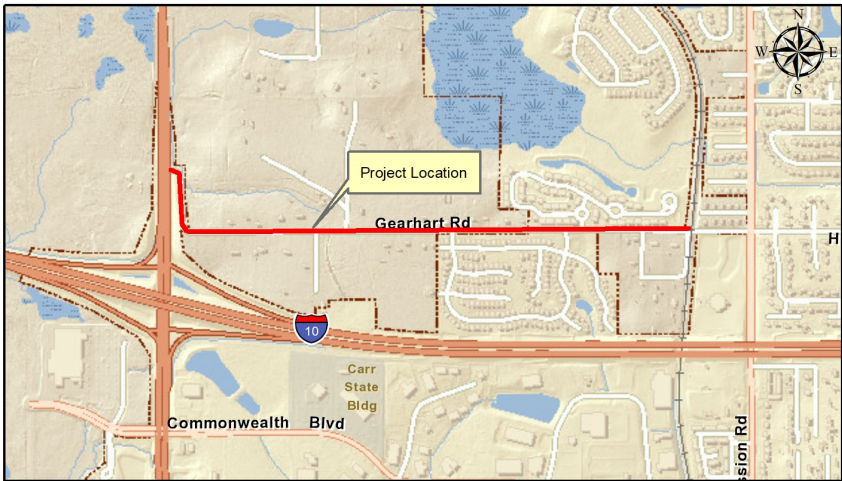 N
W E
S
Project Location
Gearhart Rd
H
10
Carr
State
Bldg
Commonwealth Blvd
ssion Rd